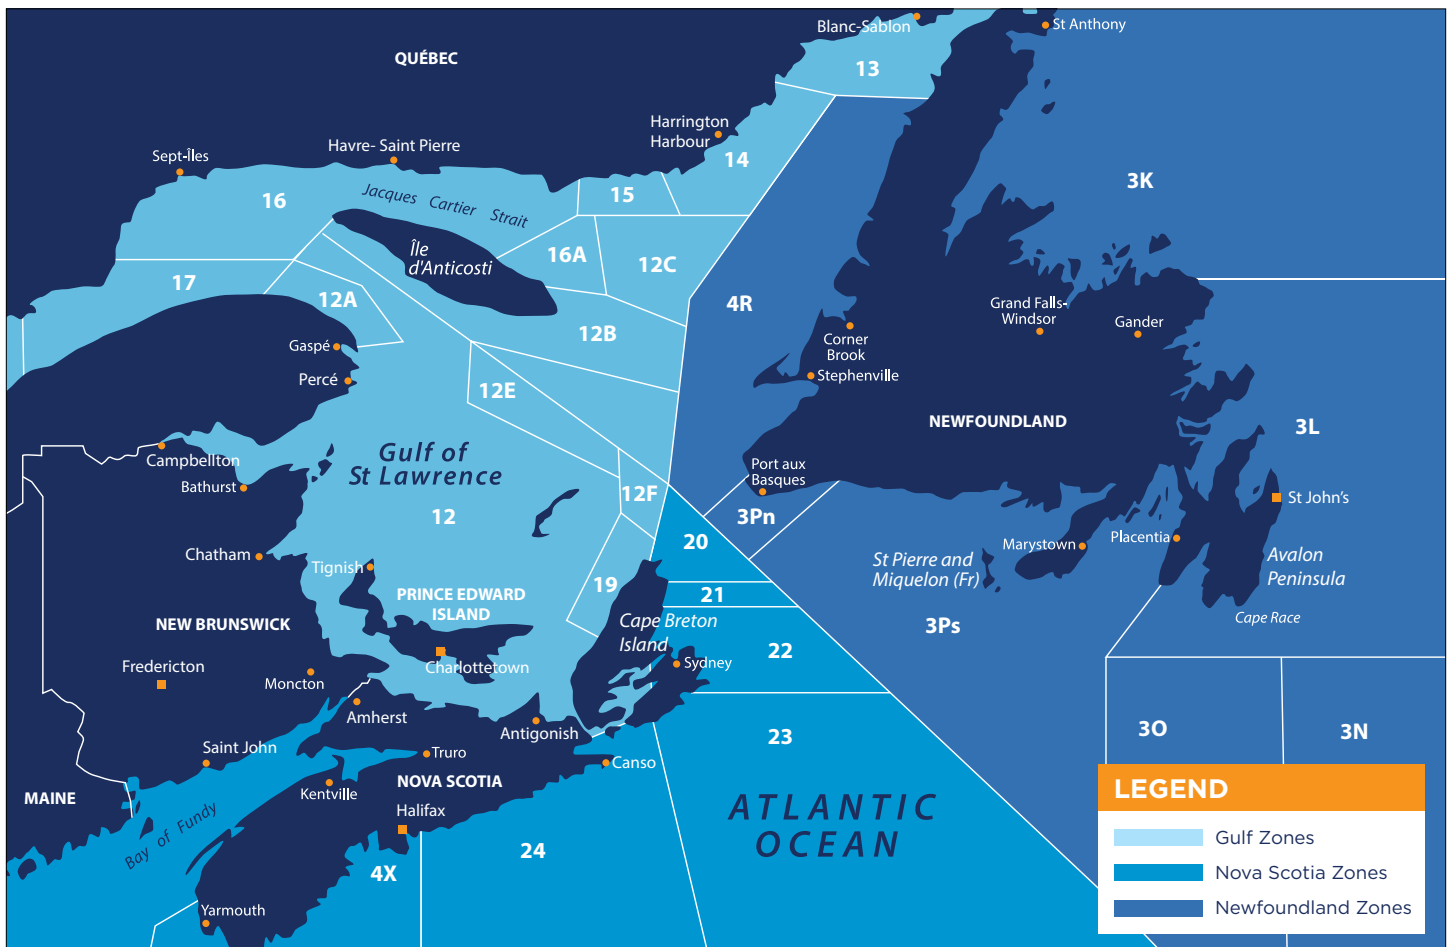 Blanc-Sablon
St Anthony
QUÉBEC
13
Harrington
Harbour
Havre- Saint Pierre
Sept-Îles
14
3K
15
16
Jacques Cartier Strait
Île
d'Anticosti
16A
12C
17
12A
4R
Grand Falls-
Windsor
Gander
12B
Corner
Brook
Gaspé
Stephenville
Percé
12E
NEWFOUNDLAND
3L
Gulf of
St Lawrence
Campbellton
Port aux
Basques
Bathurst
12F
St John's
12
3Pn
20
Marystown
Placentia
Chatham
Tignish
St Pierre and
Miquelon (Fr)
Avalon
Peninsula
19
21
PRINCE EDWARD
ISLAND
Cape Breton
Island
NEW BRUNSWICK
3Ps
Cape Race
22
Fredericton
Charlottetown
Sydney
Moncton
Amherst
Antigonish
23
3O
3N
Saint John
Truro
Canso
NOVA SCOTIA
Kentville
MAINE
Halifax
ATLANTIC
OCEAN
Bay of Fundy
24
4X
Yarmouth
LEGEND
Gulf Zones
Nova Scotia Zones
Newfoundland Zones